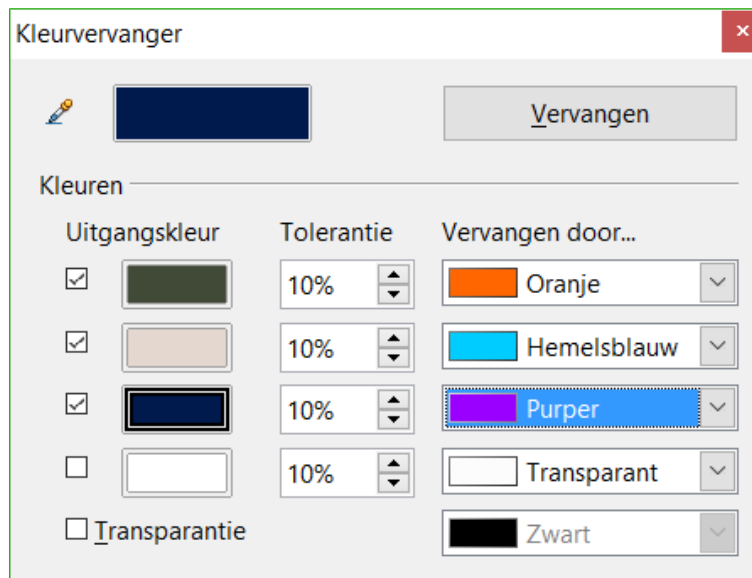 Kleurvervanger
Vervangen
Kleuren
Uitgangskleur Tolerantie Vervangen door...
10% Oranje
10% Hemelsblauw
10% Purper
10% Transparant
Transparantie Zwart